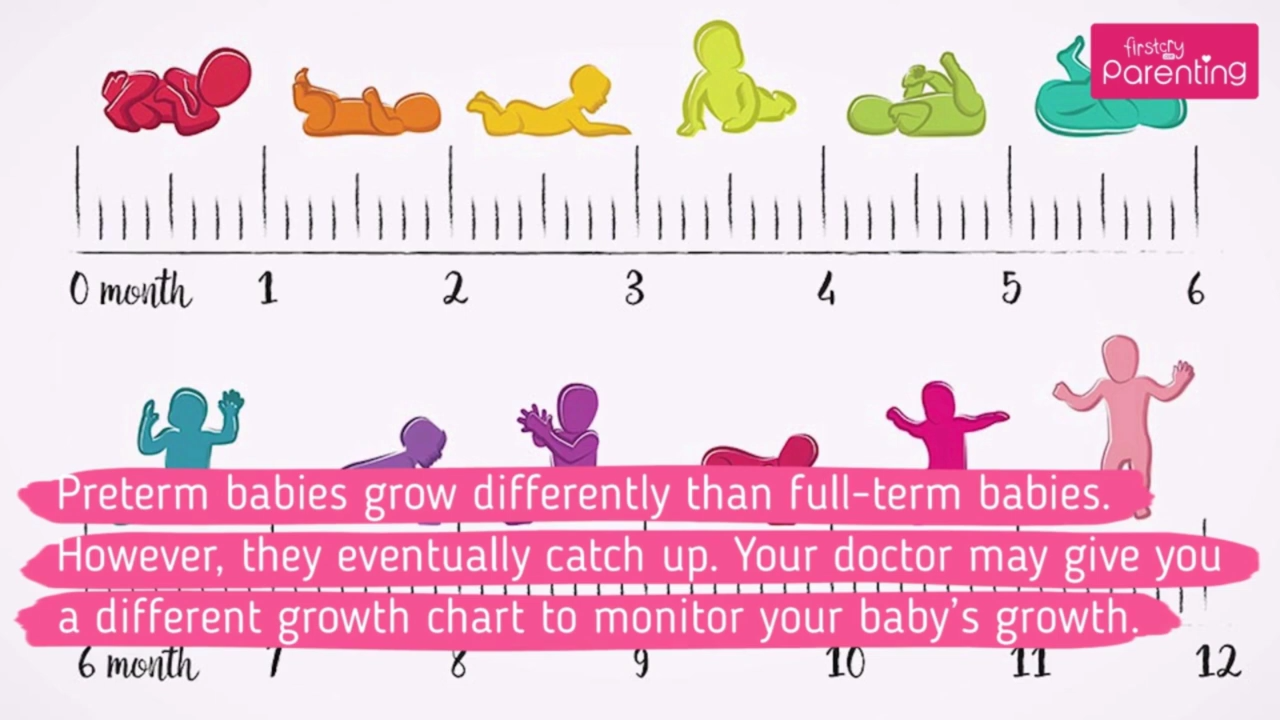 firstcry
.com
Parenting
0 month 1 2 3 4 5 6
Preterm babies grow differently than full-term babies.
However, they eventually catch up. Your doctor may give you
a different growth chart to monitor your baby's growth.
6 month 7 8 9 10 11 12